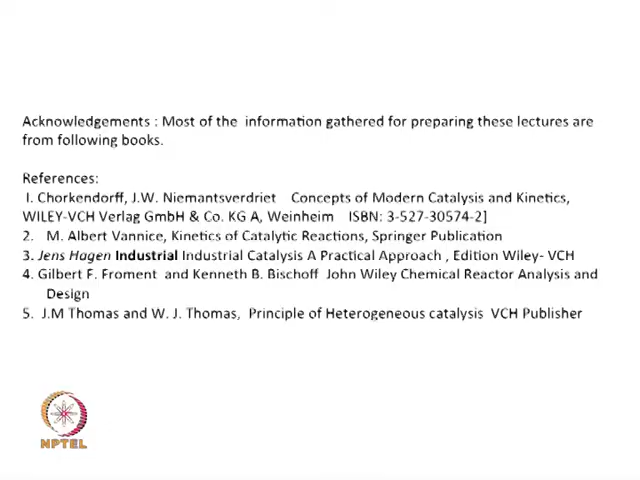 Acknowledgements : Most of the information gathered for preparing these lectures are
from following books.
References:
I. Chorkendorff, J.W. Niemantsverdriet Concepts of Modern Catalysis and Kinetics,
WILEY-VCH Verlag GmbH & Co. KG A, Weinheim ISBN: 3-527-30574-2]
2. M. Albert Vannice, Kinetics of Catalytic Reactions, Springer Publication
3. Jens Hagen Industrial Industrial Catalysis A Practical Approach , Edition Wiley- VCH
4. Gilbert F. Froment and Kenneth B. Bischoff John Wiley Chemical Reactor Analysis and
Design
5. J.M Thomas and W. J. Thomas, Principle of Heterogeneous catalysis VCH Publisher
NPTEL